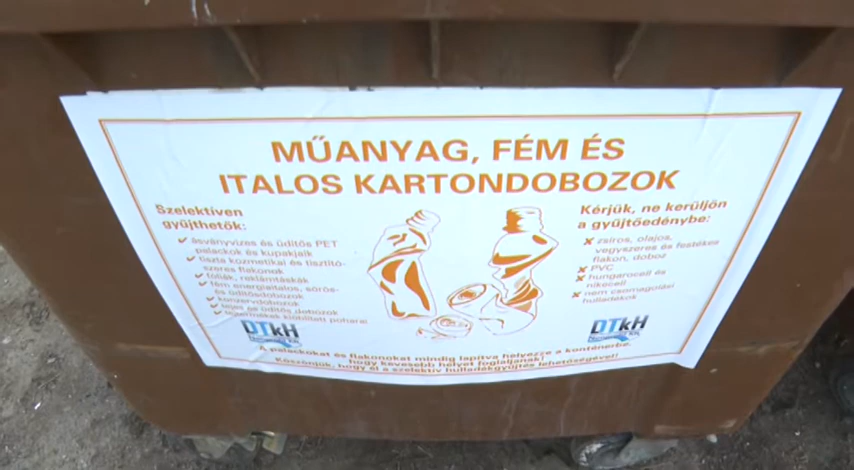 MŰANYAG, FÉM ÉS
ITALOS KARTONDOBOZOK
Szelektíven
gyűjthetők:
ásványvizes és üdítős PET
palackok és kupakjaik
tiszta kozmetikai és tisztító-
szeres flakonok
fóliák, reklámtáskák
fém energiaitalos, sörös-
és üdítősdobozok
konzervdobozok
tejes és üdítős dobozok
tejtermékek kiöblített poharai
Kérjük, ne kerüljön
a gyűjtőedénybe:
zsíros, olajos,
vegyszeres és festékes
flakon, doboz
PVC
hungarocell és
nikecell
nem csomagolási
hulladékok
DTkH
DTkH
A palackokat és flakonokat mindig lapítva helyezze a konténerbe,
hogy kevesebb helyet foglaljanak!
Köszönjük, hogy él a szelektív hulladékgyűjtés lehetőségével!